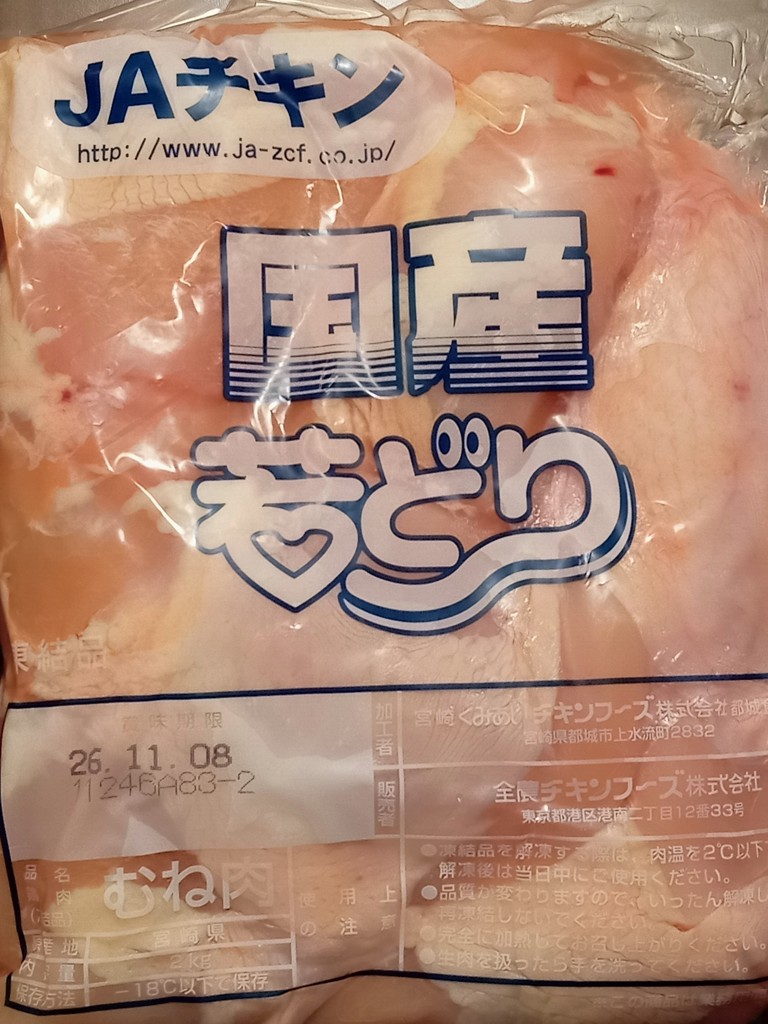 JAチキン
http://www.ja-zcf.co.jp/
国産
若どり
凍結品
賞味期限
26.11.08
11246A83-2
加工者
宮崎くみあいチキンフーズ株式会社都城
宮崎県都城市上水流町2832
販売者
全農チキンフーズ株式会社
東京都港区港南二丁目12番33号
品名
むね肉
産地
宮崎県
内容量
2kg
保存方法
-18℃以下で保存
使用上
の注意
●凍結品を解凍する際は、肉温を2℃以下
解凍後は当日中にご使用ください。
●品質が変わりますので、いったん解凍し
再凍結しないでください。
●完全に加熱してお召し上がりください。
●生肉を扱ったら手を洗ってください。